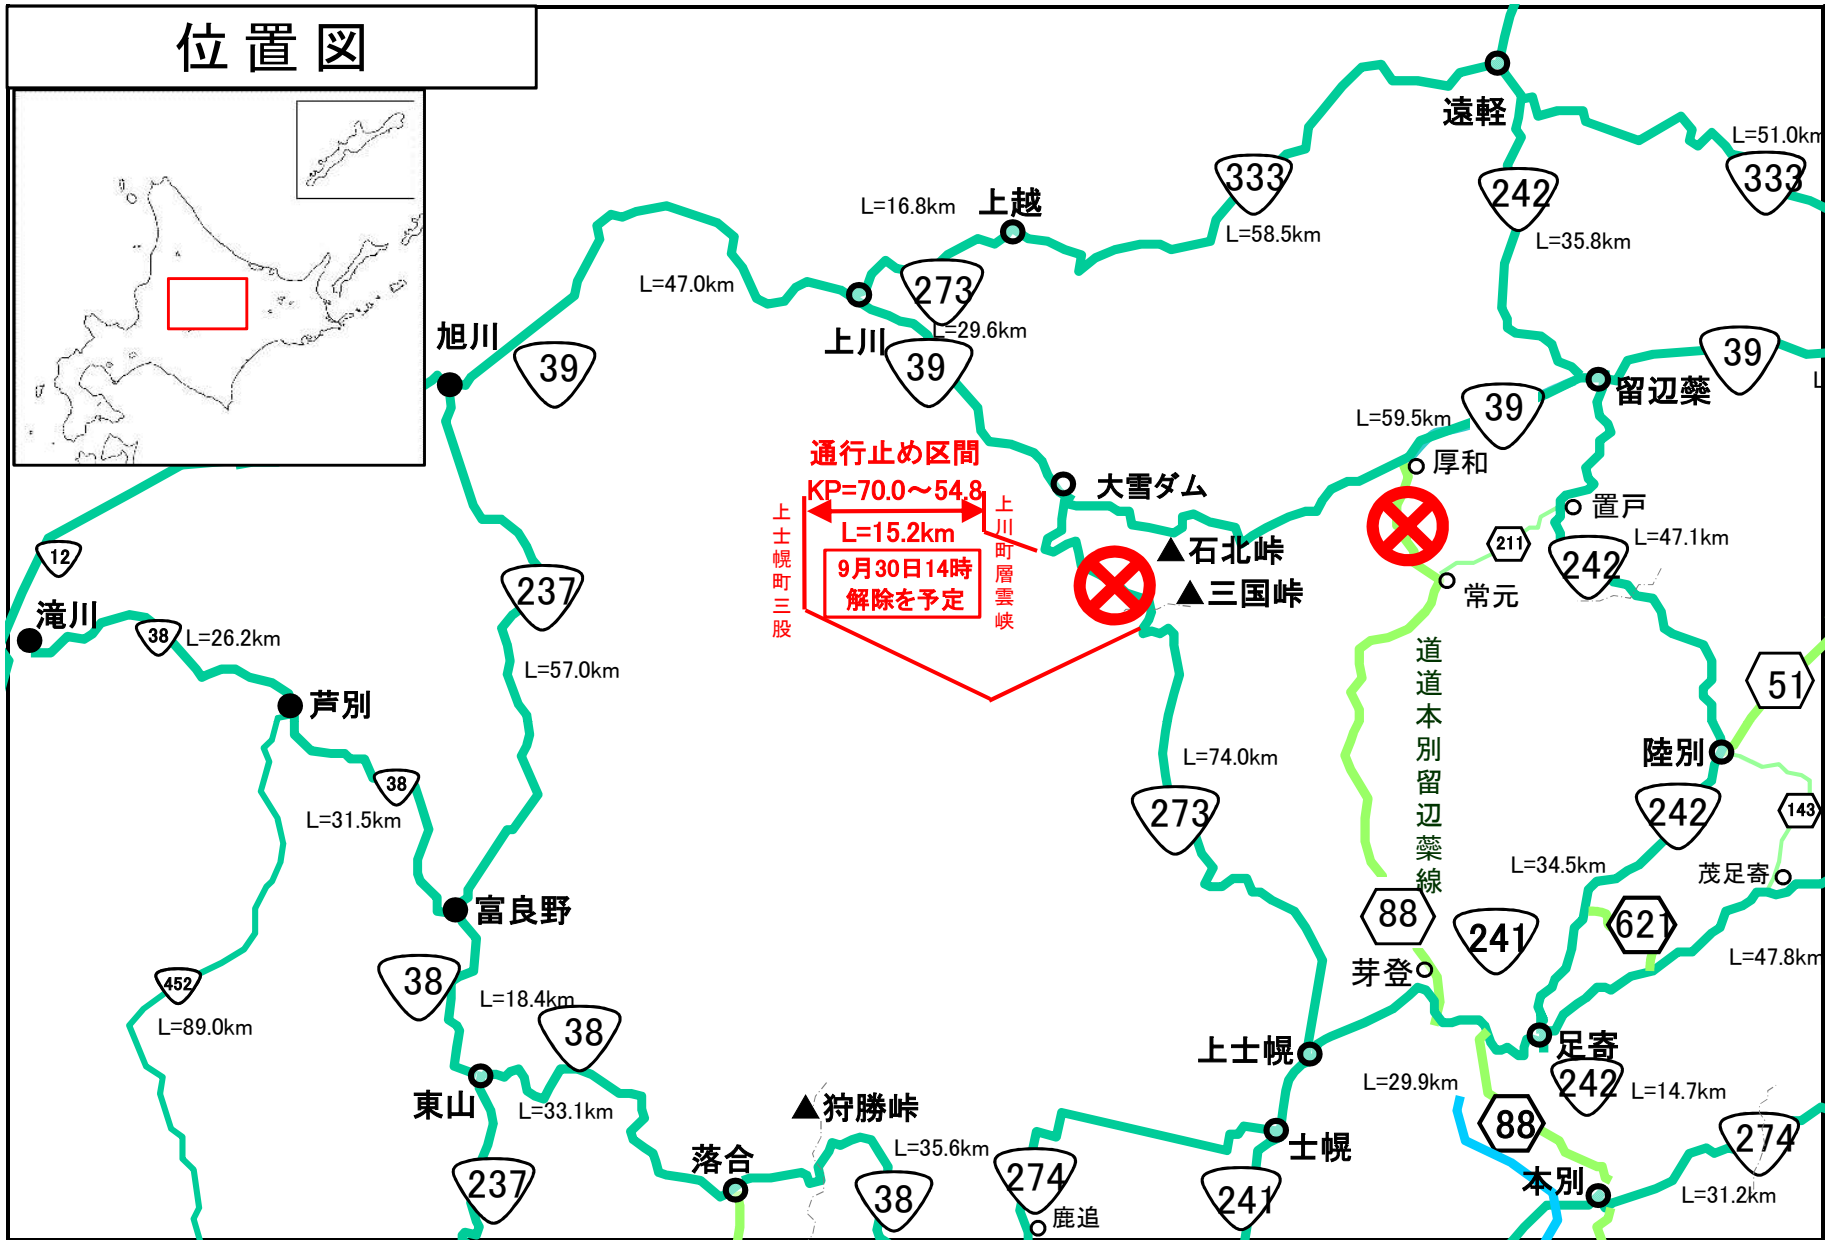 位置図
遠軽
L=51.0km
333
333
242
上越
L=16.8km
L=58.5km
L=35.8km
L=47.0km
273
旭川
39
上川
L=29.6km
39
39
留辺蘂
39
L=59.5km
通行止め区間
KP=70.0～54.8
L=15.2km
9月30日14時
解除を予定
上士幌町三股
上川町層雲峡
大雪ダム
厚和
置戸
211
L=47.1km
石北峠
242
三国峠
常元
12
滝川
38
L=26.2km
237
L=57.0km
道道本別留辺蘂線
51
芦別
陸別
L=74.0km
38
L=31.5km
273
242
143
L=34.5km
茂足寄
富良野
88
241
621
L=47.8km
芽登
452
38
L=18.4km
L=89.0km
38
上士幌
足寄
242
L=14.7km
L=29.9km
東山
L=33.1km
狩勝峠
88
L=35.6km
士幌
274
落合
237
38
274
241
本別
L=31.2km
鹿追